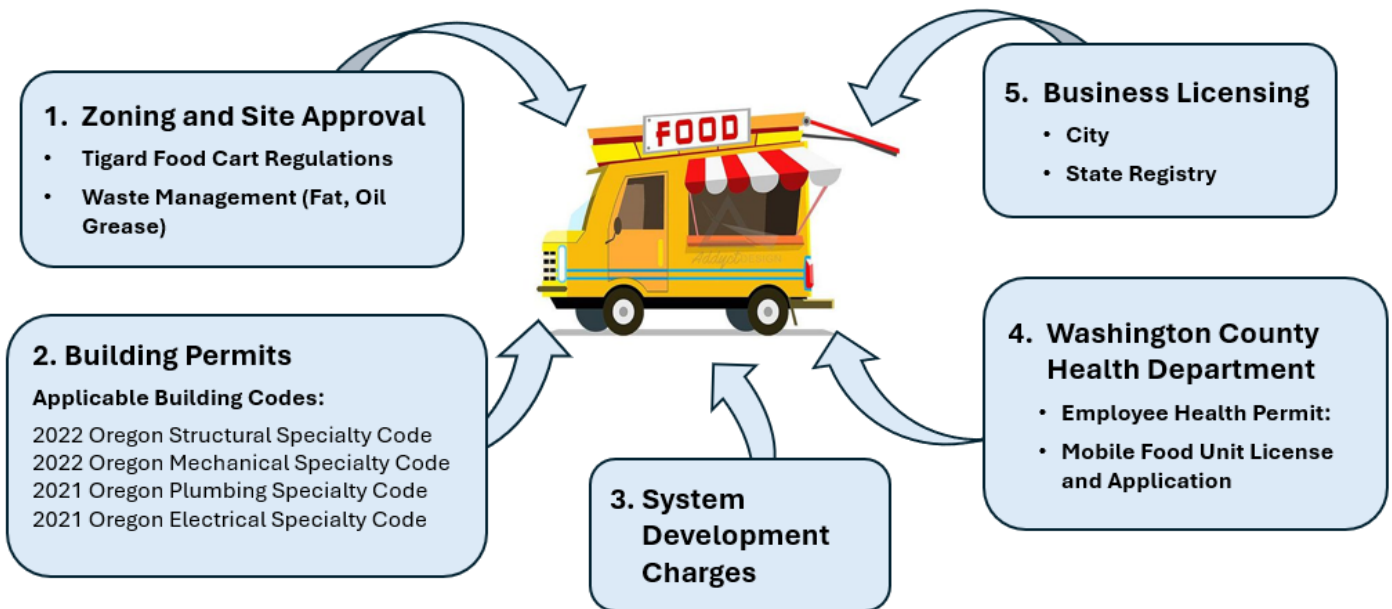 1. Zoning and Site Approval
• Tigard Food Cart Regulations
• Waste Management (Fat, Oil
Grease)
2. Building Permits
Applicable Building Codes:
2022 Oregon Structural Specialty Code
2022 Oregon Mechanical Specialty Code
2021 Oregon Plumbing Specialty Code
2021 Oregon Electrical Specialty Code
FOOD
Addyct DESIGN
3. System
Development
Charges
4. Washington County
Health Department
• Employee Health Permit:
• Mobile Food Unit License
and Application
5. Business Licensing
• City
• State Registry